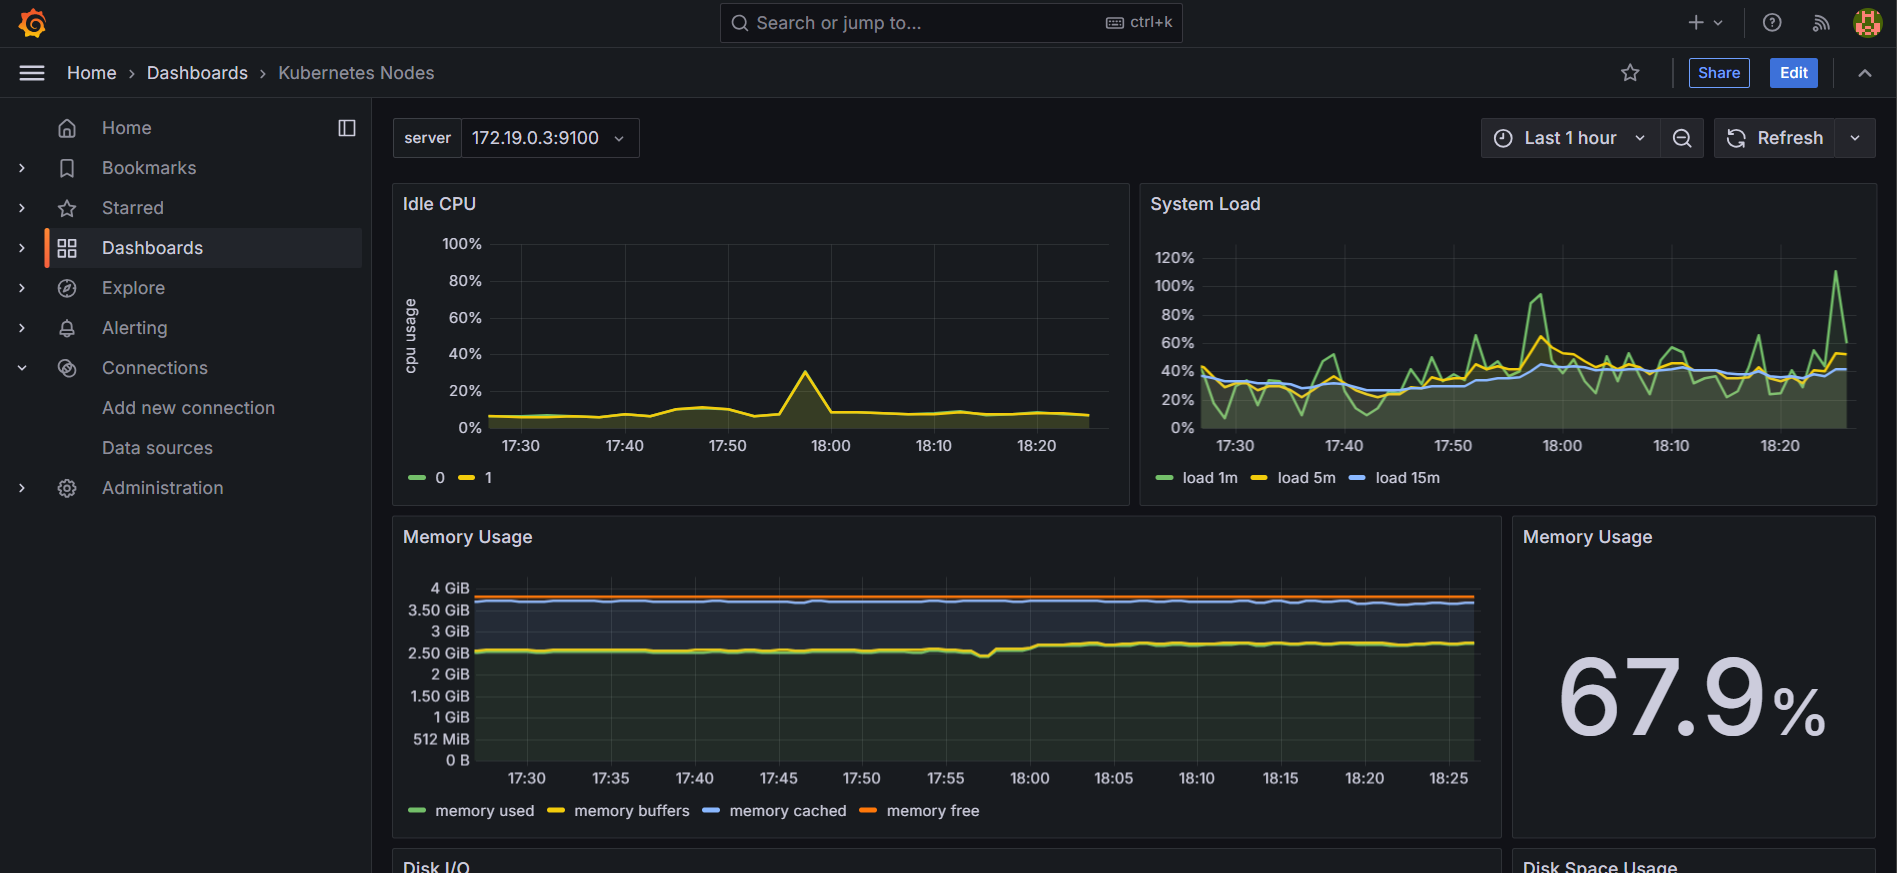 Search or jump to... ctrl+k
Home › Dashboards › Kubernetes Nodes
Share
Edit
Home
Bookmarks
Starred
Dashboards
Explore
Alerting
Connections
Add new connection
Data sources
Administration
server 172.19.0.3:9100
Last 1 hour
Refresh
Idle CPU
cpu usage
100%
80%
60%
40%
20%
0%
17:30 17:40 17:50 18:00 18:10 18:20
0 1
System Load
120%
100%
80%
60%
40%
20%
0%
17:30 17:40 17:50 18:00 18:10 18:20
load 1m load 5m load 15m
Memory Usage
4 GiB
3.50 GiB
3 GiB
2.50 GiB
2 GiB
1.50 GiB
1 GiB
512 MiB
0 B
17:30 17:35 17:40 17:45 17:50 17:55 18:00 18:05 18:10 18:15 18:20 18:25
memory used memory buffers memory cached memory free
Memory Usage
67.9%
Disk I/O
Disk Space Usage